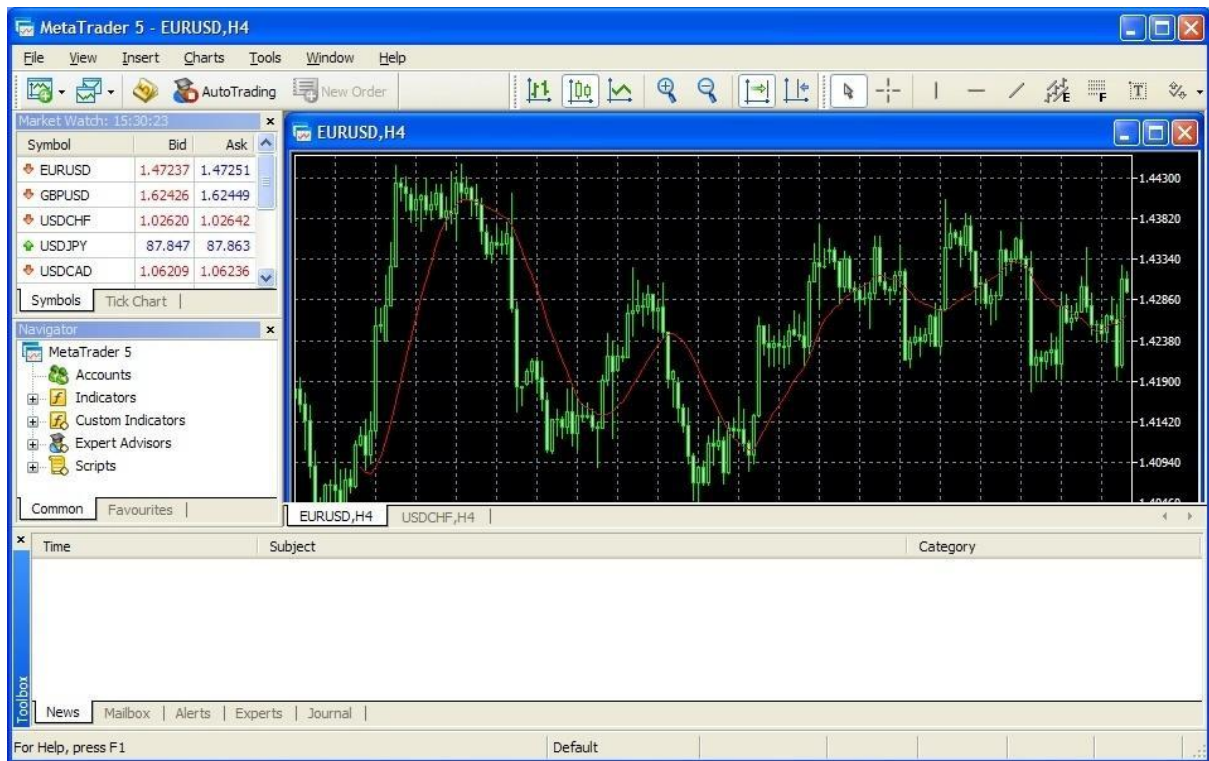 MetaTrader 5 - EURUSD,H4
File View Insert Charts Tools Window Help
AutoTrading New Order
E F T
Market Watch: 15:30:23
Symbol Bid Ask
EURUSD 1.47237 1.47251
GBPUSD 1.62426 1.62449
USDCHF 1.02620 1.02642
USDJPY 87.847 87.863
USDCAD 1.06209 1.06236
Symbols Tick Chart
Navigator
MetaTrader 5
Accounts
Indicators
Custom Indicators
Expert Advisors
Scripts
Common Favourites
EURUSD,H4
1.44300
1.43820
1.43340
1.42860
1.42380
1.41900
1.41420
1.40940
1.40460
EURUSD,H4 USDCHF,H4
Time Subject Category
Toolbox
News Mailbox Alerts Experts Journal
For Help, press F1 Default